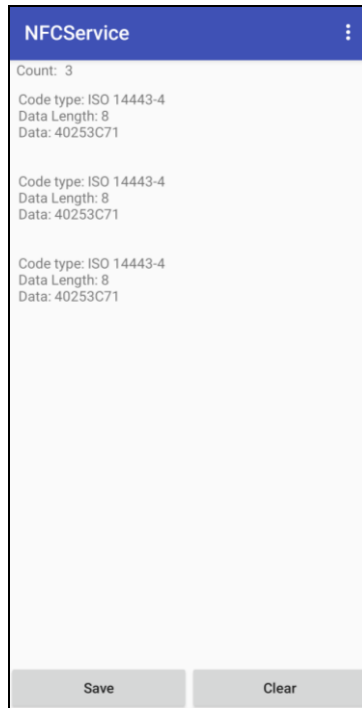 NFCService
Count: 3
Code type: ISO 14443-4
Data Length: 8
Data: 40253C71
Code type: ISO 14443-4
Data Length: 8
Data: 40253C71
Code type: ISO 14443-4
Data Length: 8
Data: 40253C71
Save
Clear